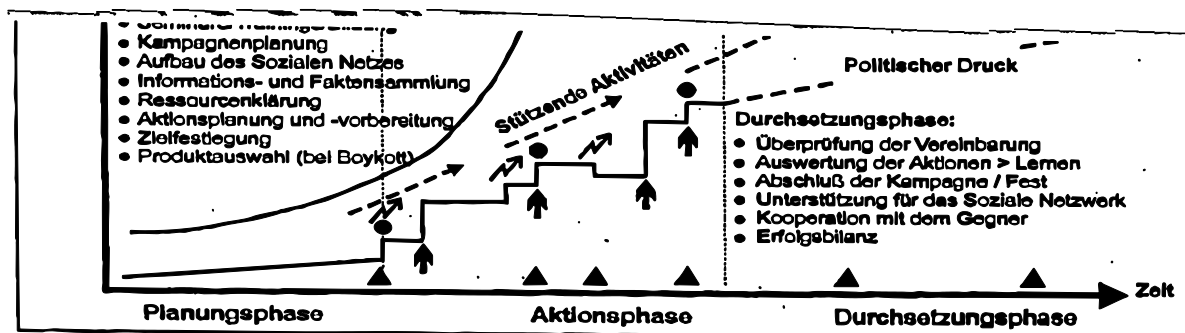 ● Kampagnenplanung
● Aufbau des Sozialen Netzes
● Informations- und Faktensammlung
● Ressourcenklärung
● Aktionsplanung und -vorbereitung
● Zielfestlegung
● Produktauswahl (bei Boykott)
Stützende Aktivitäten
Politischer Druck
Durchsetzungsphase:
● Überprüfung der Vereinbarung
● Auswertung der Aktionen > Lernen
● Abschluß der Kampagne / Fest
● Unterstützung für das Soziale Netzwerk
● Kooperation mit dem Gegner
● Erfolgsbilanz
Zeit
Planungsphase
Aktionsphase
Durchsetzungsphase